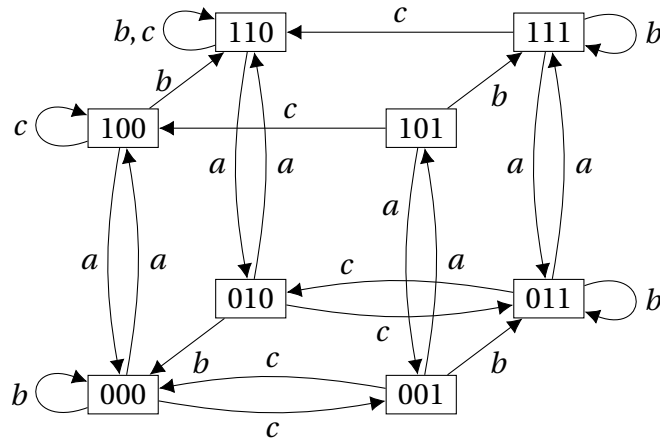 c
b, c 110 111 b
b b
c 100 c 101
a a a a
a
a a a
c
010 011 b
c
b c b
b 000 001
c